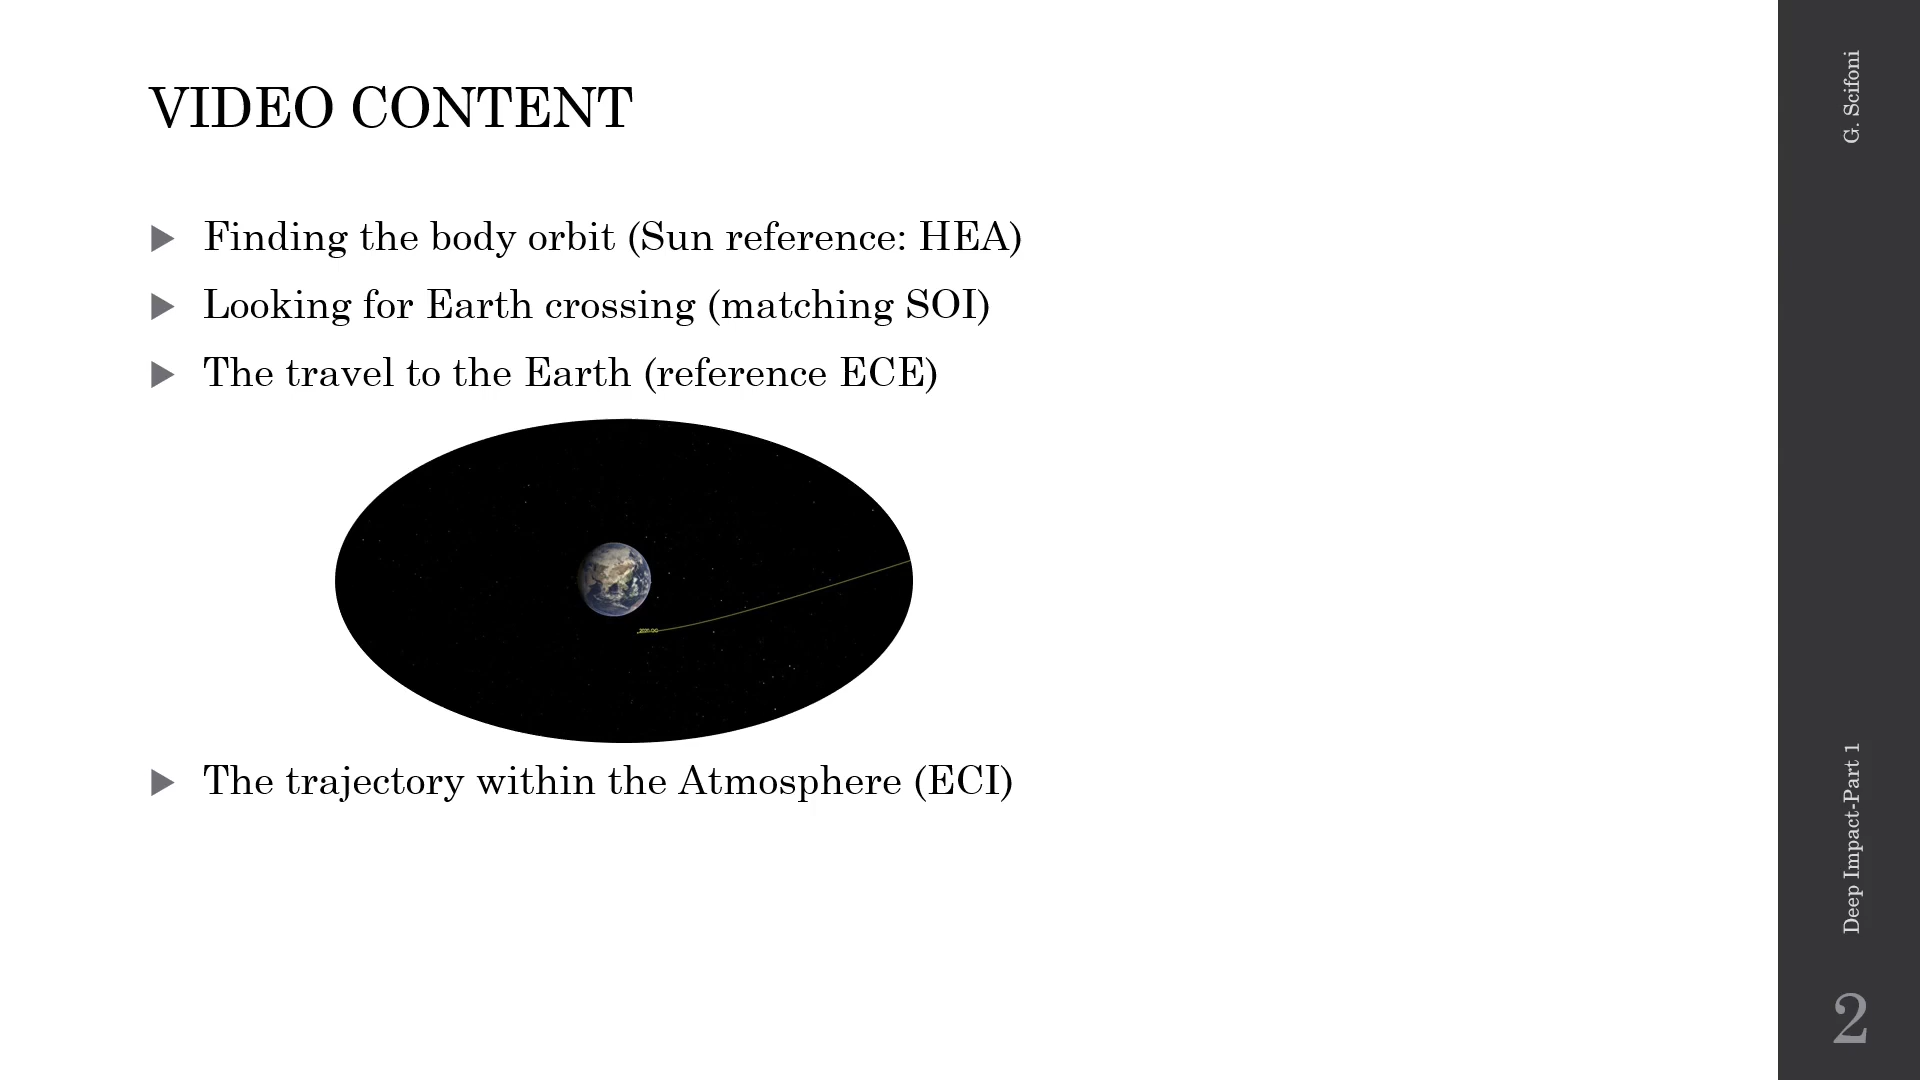 VIDEO CONTENT
Finding the body orbit (Sun reference: HEA)
Looking for Earth crossing (matching SOI)
The travel to the Earth (reference ECE)
The trajectory within the Atmosphere (ECI)
G. Scifoni
Deep Impact-Part 1
2